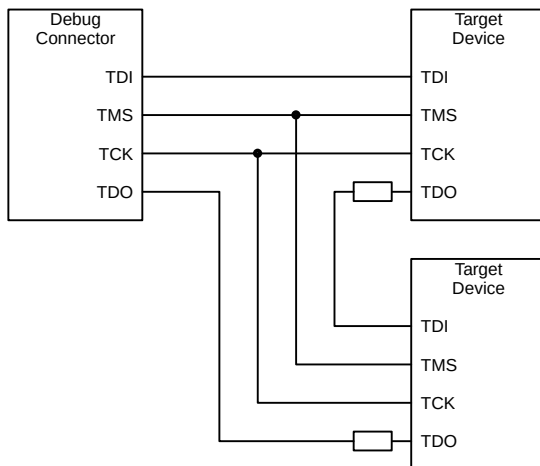 Debug
Connector
TDI
TMS
TCK
TDO
Target
Device
TDI
TMS
TCK
TDO
Target
Device
TDI
TMS
TCK
TDO